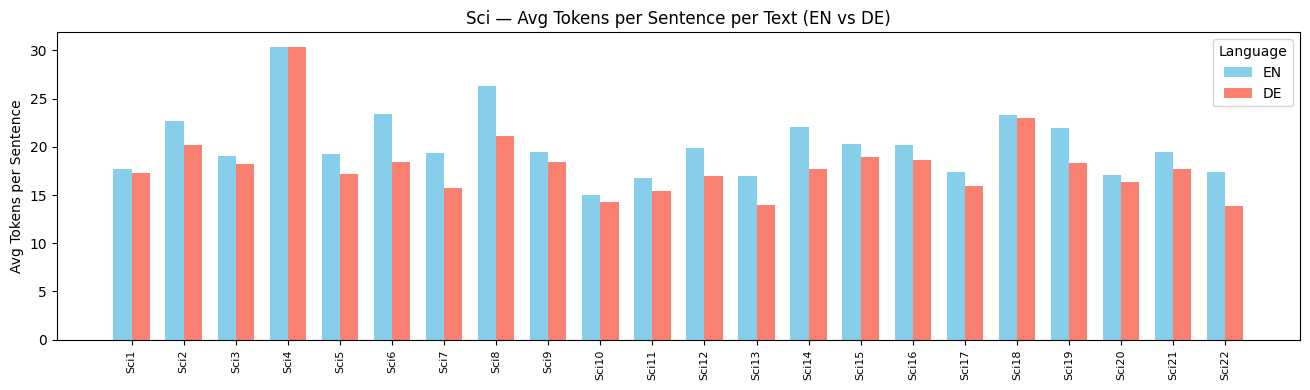 Sci — Avg Tokens per Sentence per Text (EN vs DE)
Avg Tokens per Sentence
30
25
20
15
10
5
0
Language
EN
DE
Sci1
Sci2
Sci3
Sci4
Sci5
Sci6
Sci7
Sci8
Sci9
Sci10
Sci11
Sci12
Sci13
Sci14
Sci15
Sci16
Sci17
Sci18
Sci19
Sci20
Sci21
Sci22